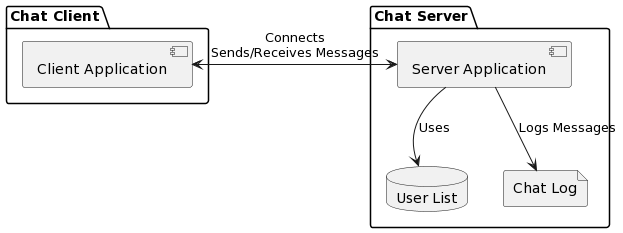 Chat Client
Client Application
Connects
Sends/Receives Messages
Chat Server
Server Application
Uses
Logs Messages
User List
Chat Log